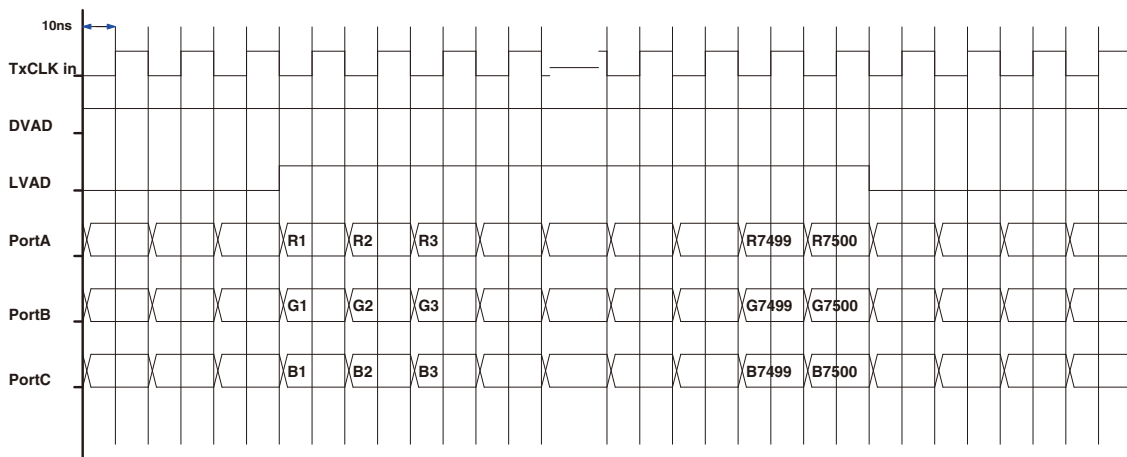 10ns
TxCLK in
DVAD
LVAD
PortA R1 R2 R3 R7499 R7500
PortB G1 G2 G3 G7499 G7500
PortC B1 B2 B3 B7499 B7500